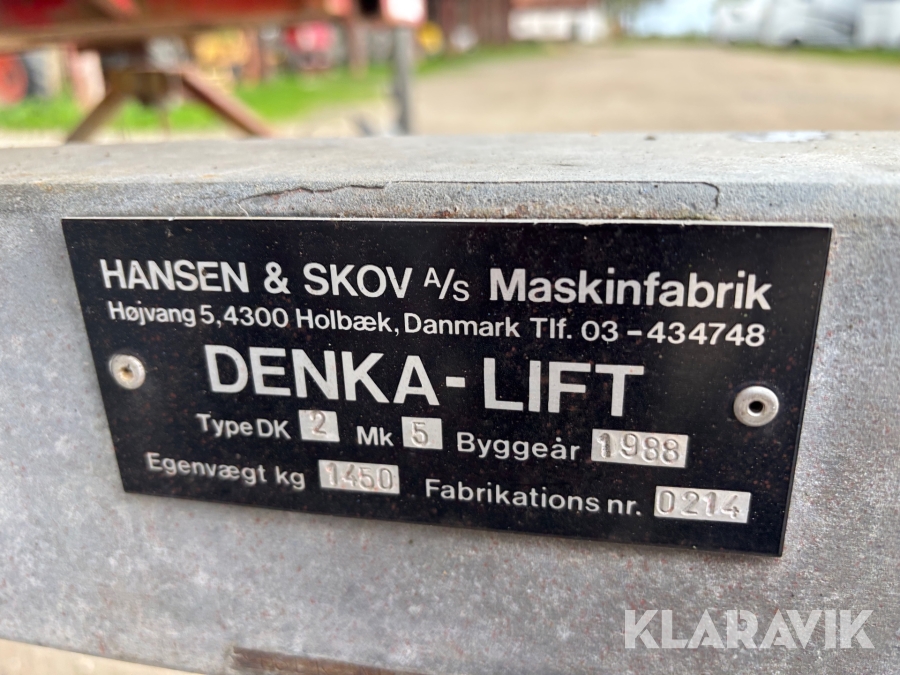 HANSEN & SKOV A/S Maskinfabrik
Højvang 5, 4300 Holbæk, Danmark Tlf. 03-434748
DENKA-LIFT
Type DK 2 Mk 5 Byggeår 1988
Egenvægt kg 1450 Fabrikations nr. 0214
KLARAVIK